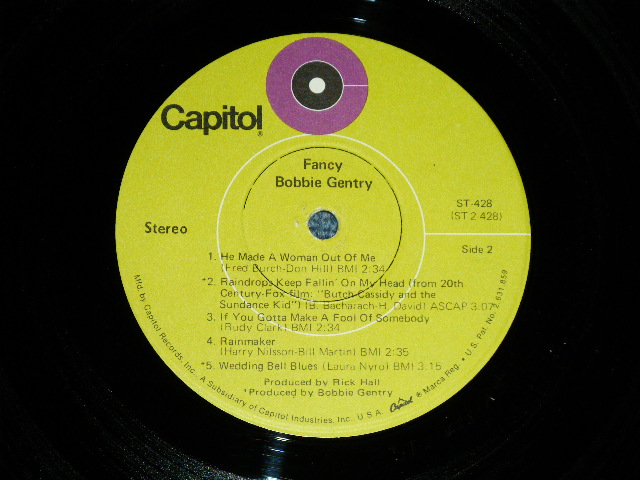 Capitol®
Fancy
Bobbie Gentry
ST-428
(ST 2 428)
Stereo
Side 2
1. He Made A Woman Out Of Me
(Fred Burch-Don Hill) BMI 2:34
*2. Raindrops Keep Fallin' On My Head (from 20th
Century-Fox film: "Butch Cassidy and the
Sundance Kid") (B. Bacharach-H. David) ASCAP 3:07
3. If You Gotta Make A Fool Of Somebody
(Rudy Clark) BMI 2:34
4. Rainmaker
(Harry Nilsson-Bill Martin) BMI 2:35
*5. Wedding Bell Blues (Laura Nyro) BMI 3:15
Produced by Rick Hall
*Produced by Bobbie Gentry
Mfd. by Capitol Records, Inc., A Subsidiary of Capitol Industries, Inc., U.S.A. Capitol ® Marca Reg. • U.S. Pat. No. 2,631,859